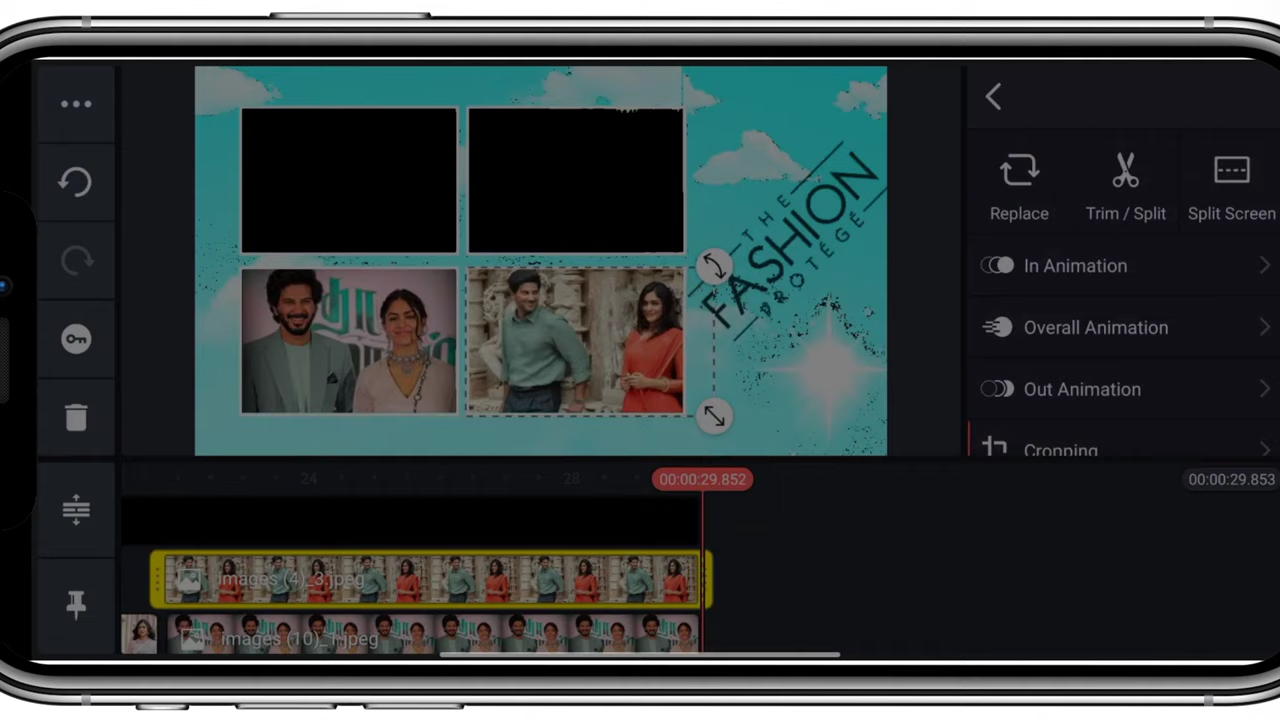 THE
FASHION
PROTÉGÉ
Replace
Trim / Split
Split Screen
In Animation
Overall Animation
Out Animation
Cropping
24
28
00:00:29.852
00:00:29.853
images (4)_3.jpeg
images (10)_1.jpeg